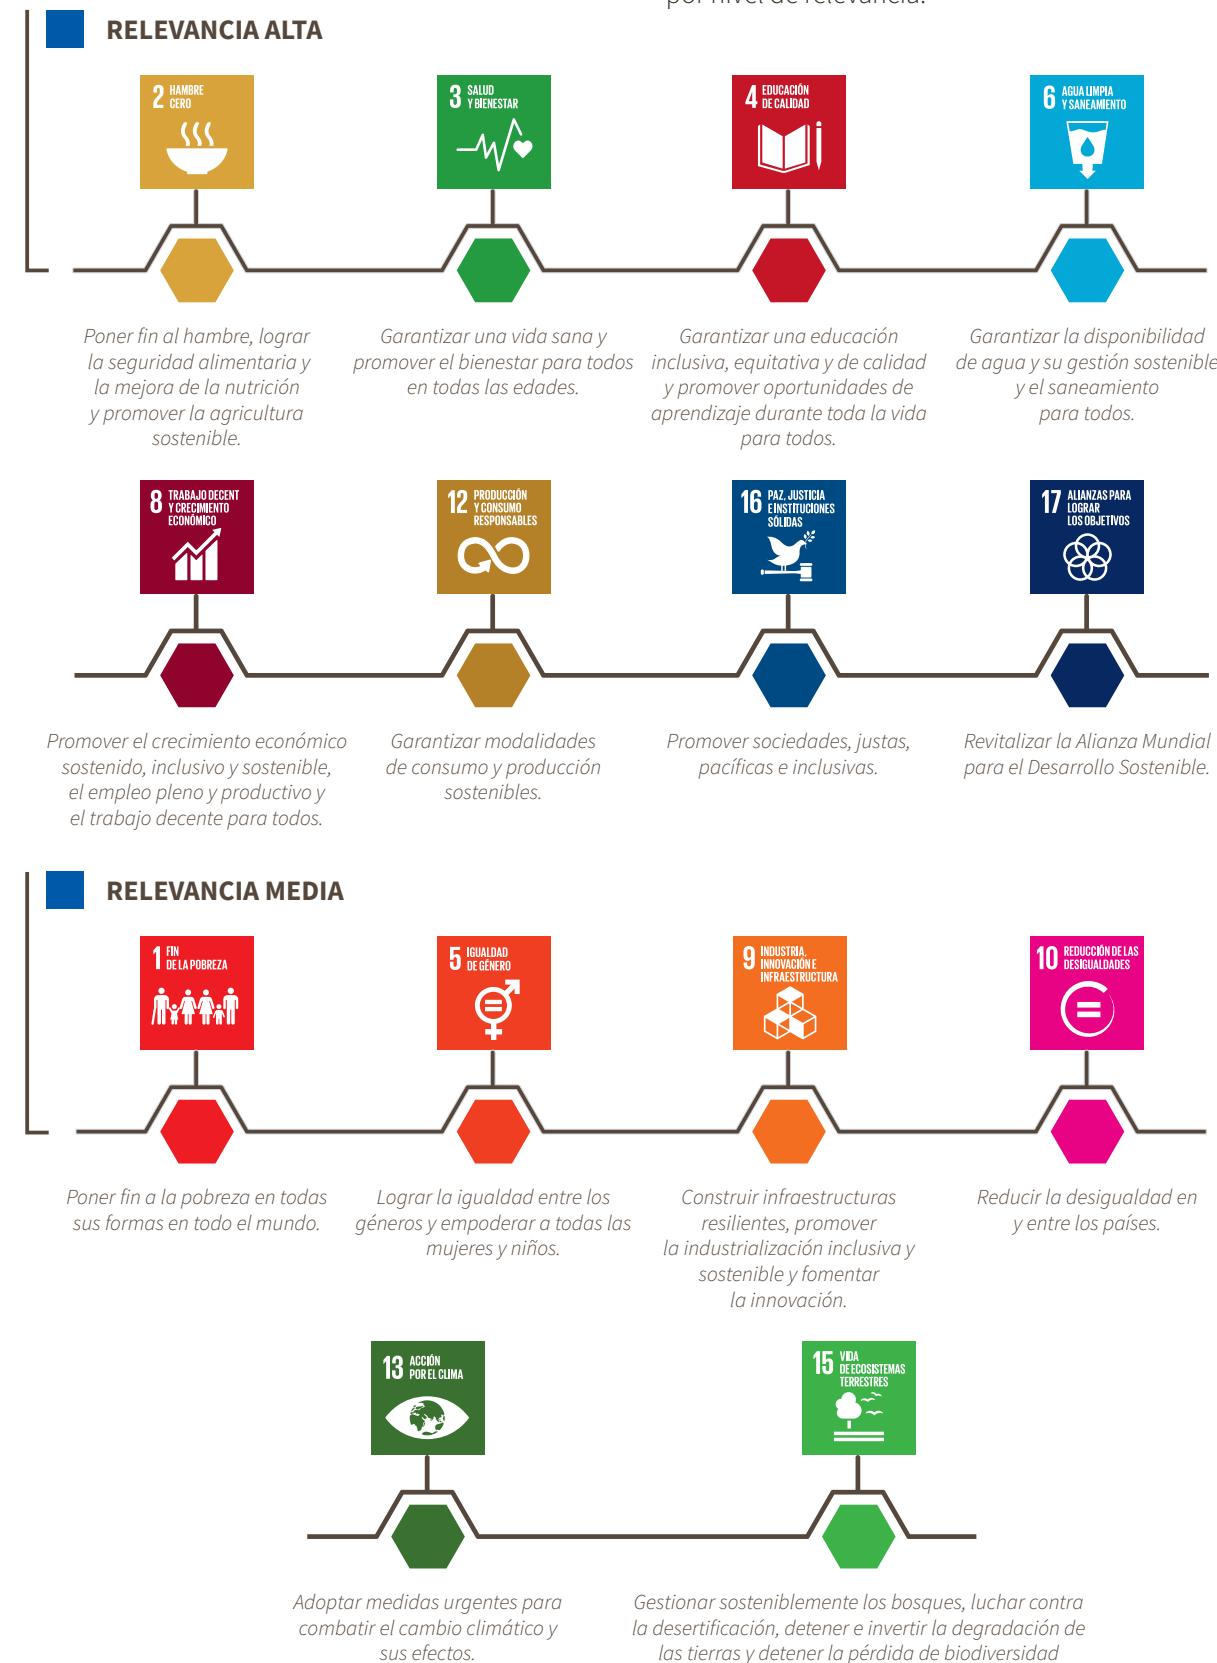 por nivel de relevancia.
RELEVANCIA ALTA
2 HAMBRE
CERO
3 SALUD
Y BIENESTAR
4 EDUCACIÓN
DE CALIDAD
6 AGUA LIMPIA
Y SANEAMIENTO
Poner fin al hambre, lograr
la seguridad alimentaria y
la mejora de la nutrición
y promover la agricultura
sostenible.
Garantizar una vida sana y
promover el bienestar para todos
en todas las edades.
Garantizar una educación
inclusiva, equitativa y de calidad
y promover oportunidades de
aprendizaje durante toda la vida
para todos.
Garantizar la disponibilidad
de agua y su gestión sostenible
y el saneamiento
para todos.
8 TRABAJO DECENT
Y CRECIMIENTO
ECONÓMICO
12 PRODUCCIÓN
Y CONSUMO
RESPONSABLES
16 PAZ, JUSTICIA
E INSTITUCIONES
SÓLIDAS
17 ALIANZAS PARA
LOGRAR
LOS OBJETIVOS
Promover el crecimiento económico
sostenido, inclusivo y sostenible,
el empleo pleno y productivo y
el trabajo decente para todos.
Garantizar modalidades
de consumo y producción
sostenibles.
Promover sociedades, justas,
pacíficas e inclusivas.
Revitalizar la Alianza Mundial
para el Desarrollo Sostenible.
RELEVANCIA MEDIA
1 FIN
DE LA POBREZA
5 IGUALDAD
DE GÉNERO
9 INDUSTRIA,
INNOVACIÓN E
INFRAESTRUCTURA
10 REDUCCIÓN DE LAS
DESIGUALDADES
Poner fin a la pobreza en todas
sus formas en todo el mundo.
Lograr la igualdad entre los
géneros y empoderar a todas las
mujeres y niños.
Construir infraestructuras
resilientes, promover
la industrialización inclusiva y
sostenible y fomentar
la innovación.
Reducir la desigualdad en
y entre los países.
13 ACCIÓN
POR EL CLIMA
15 VIDA
DE ECOSISTEMAS
TERRESTRES
Adoptar medidas urgentes para
combatir el cambio climático y
sus efectos.
Gestionar sosteniblemente los bosques, luchar contra
la desertificación, detener e invertir la degradación de
las tierras y detener la pérdida de biodiversidad